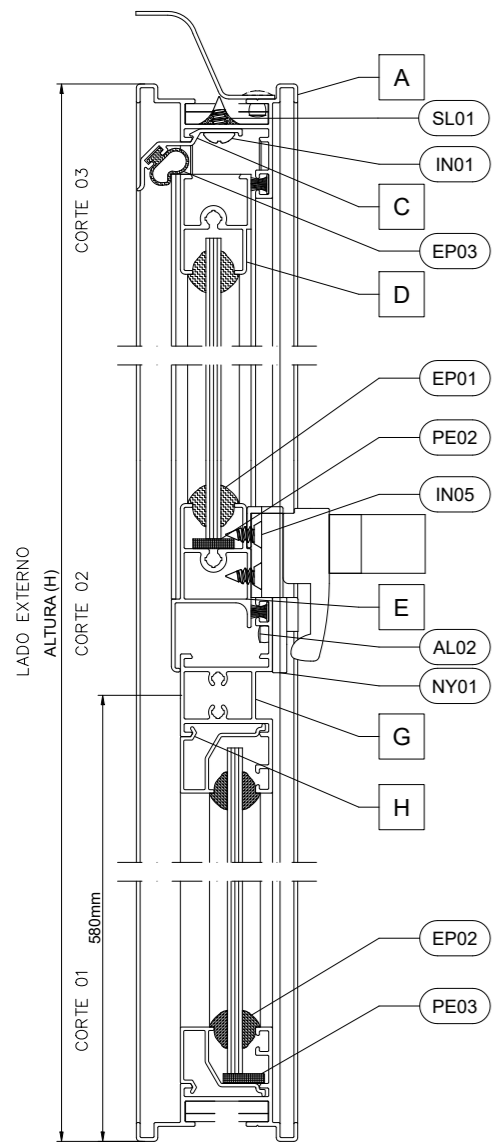 A
SL01
IN01
C
EP03
D
EP01
PE02
IN05
E
AL02
NY01
G
H
EP02
PE03
CORTE 03
CORTE 02
CORTE 01
LADO EXTERNO
ALTURA (H)
580mm